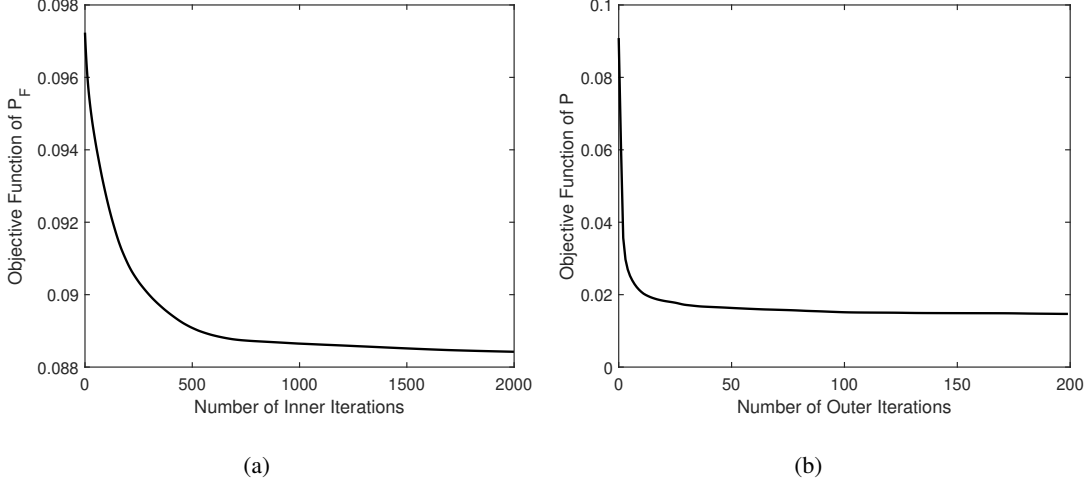 0.098
0.096
0.094
0.092
0.09
0.088
0 500 1000 1500 2000
Number of Inner Iterations
Objective Function of P_F
(a)
0.1
0.08
0.06
0.04
0.02
0
0 50 100 150 200
Number of Outer Iterations
Objective Function of P
(b)